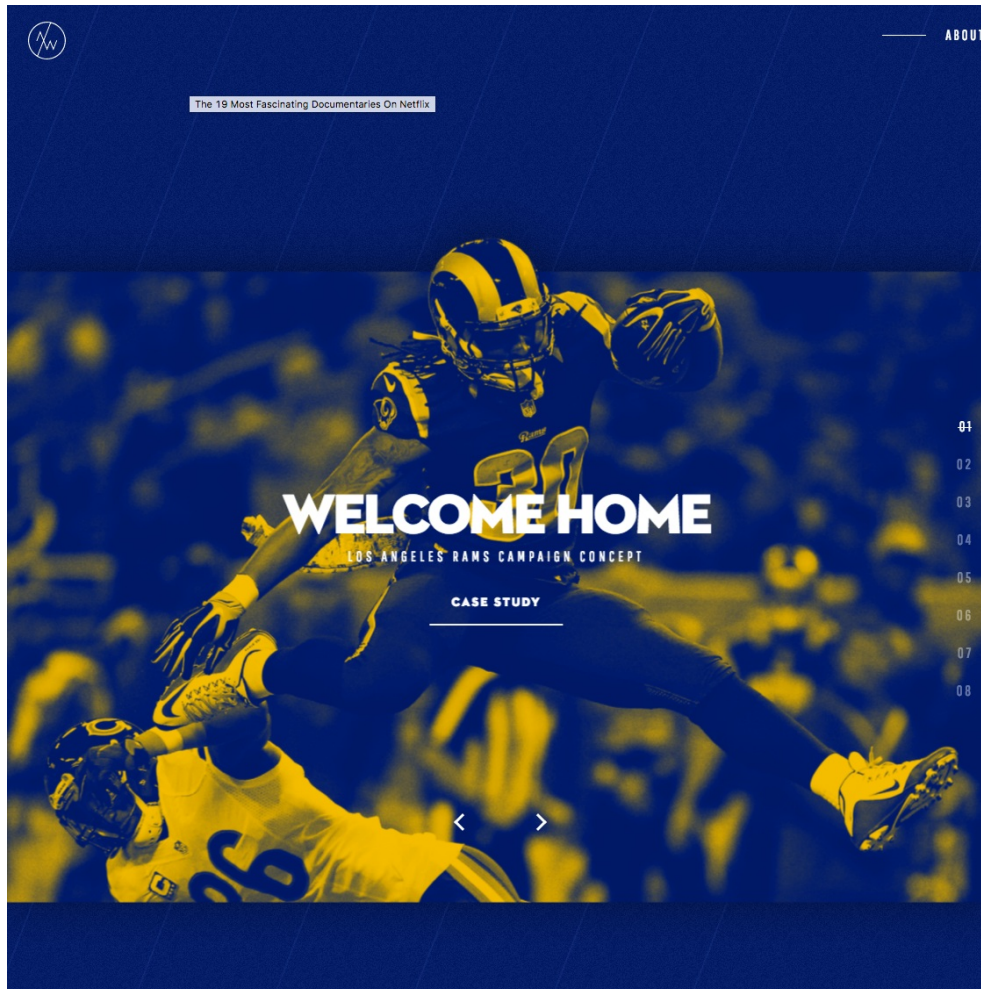 NW
ABOUT
The 19 Most Fascinating Documentaries On Netflix
Rams
30
WELCOME HOME
LOS ANGELES RAMS CAMPAIGN CONCEPT
CASE STUDY
01
02
03
04
05
06
07
08
96